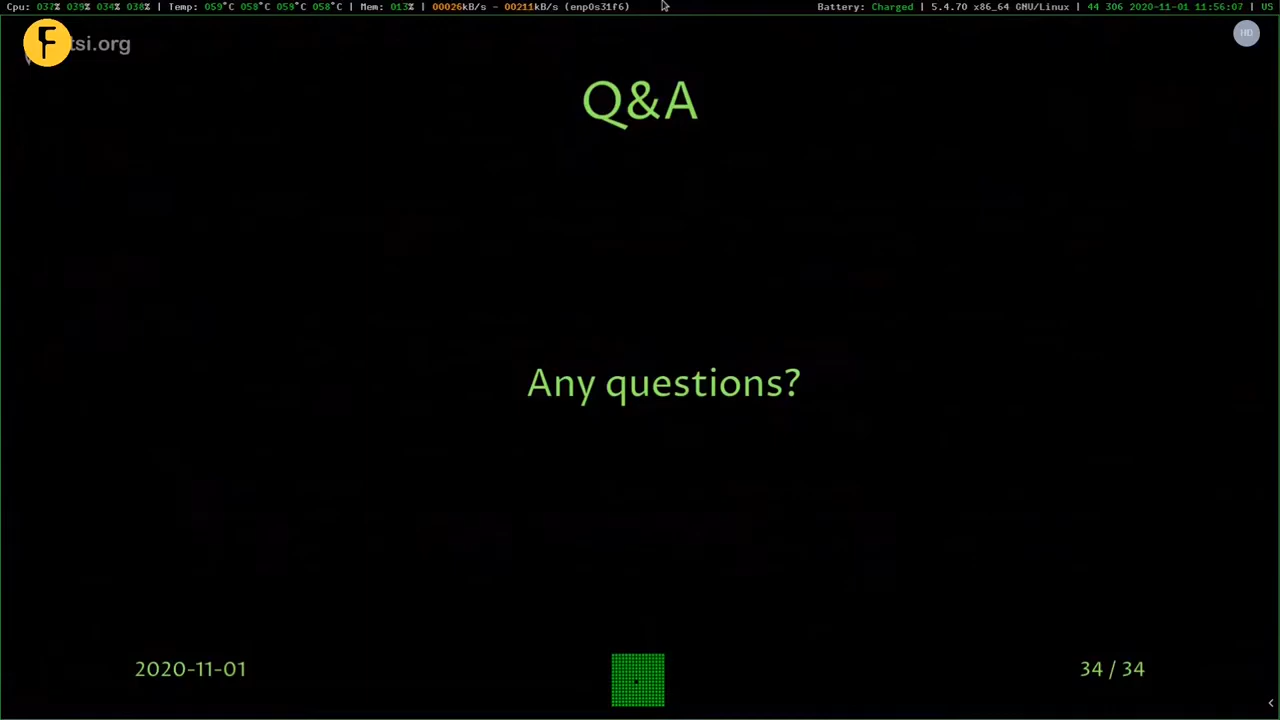 Cpu: 037% 039% 034% 038% | Temp: 059°C 058°C 059°C 058°C | Mem: 013% | 00026kB/s - 00211kB/s (enp0s31f6)
Battery: Charged | 5.4.70 x86_64 GNU/Linux | 44 306 2020-11-01 11:56:07 | US
F
tsi.org
HD
Q&A
Any questions?
2020-11-01
34 / 34